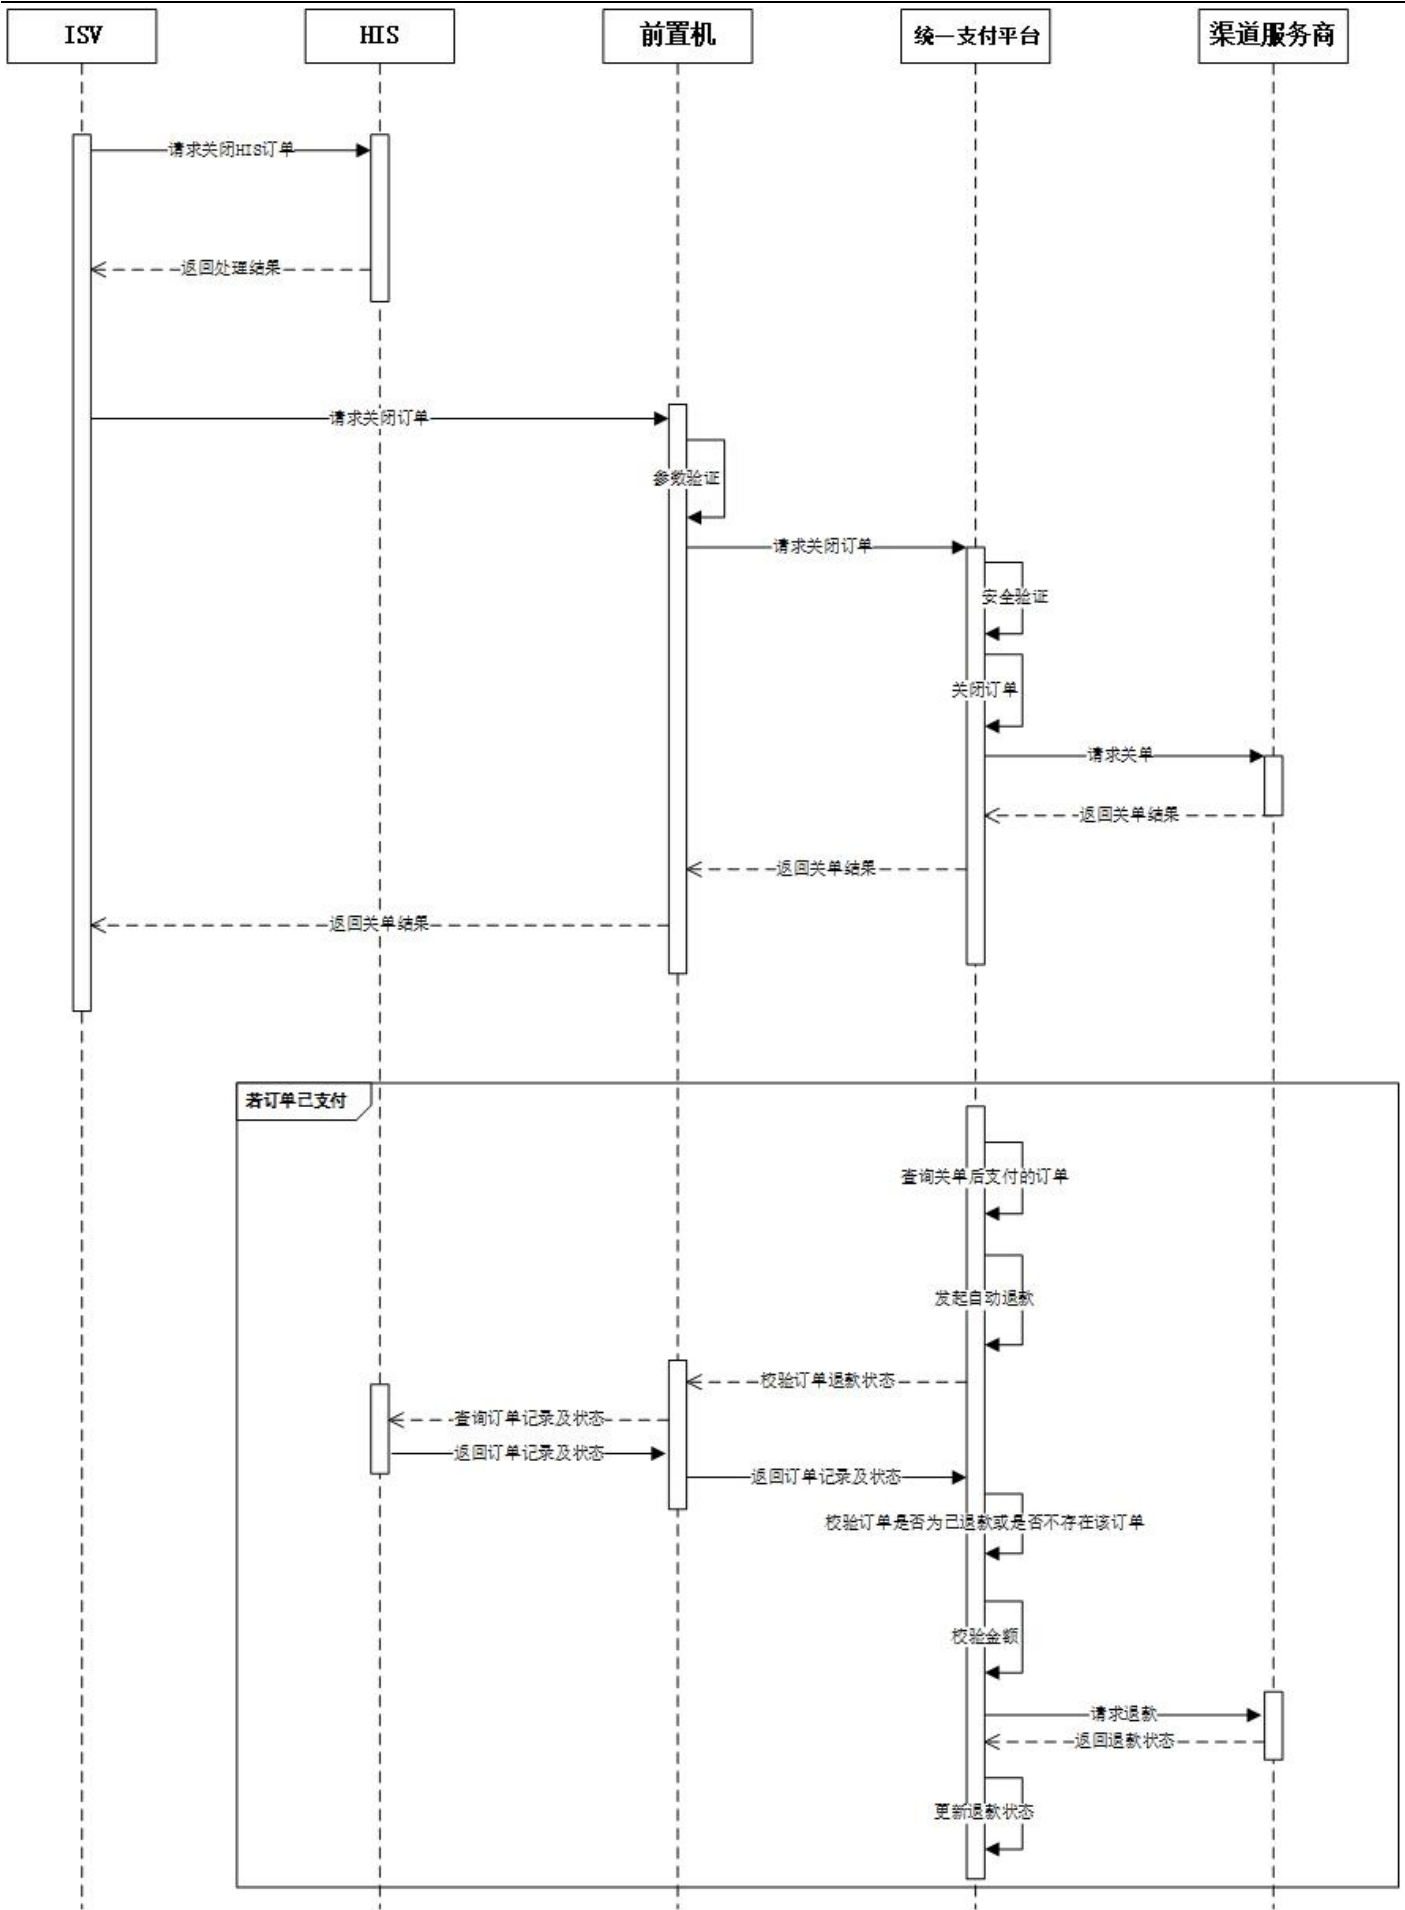 ISV
HIS
前置机
统一支付平台
渠道服务商
请求关闭HIS订单
返回处理结果
请求关闭订单
参数验证
请求关闭订单
安全验证
关闭订单
请求关单
返回关单结果
返回关单结果
返回关单结果
若订单已支付
查询关单后支付的订单
发起自动退款
校验订单退款状态
查询订单记录及状态
返回订单记录及状态
返回订单记录及状态
校验订单是否为已退款或是否不存在该订单
校验金额
请求退款
返回退款状态
更新退款状态